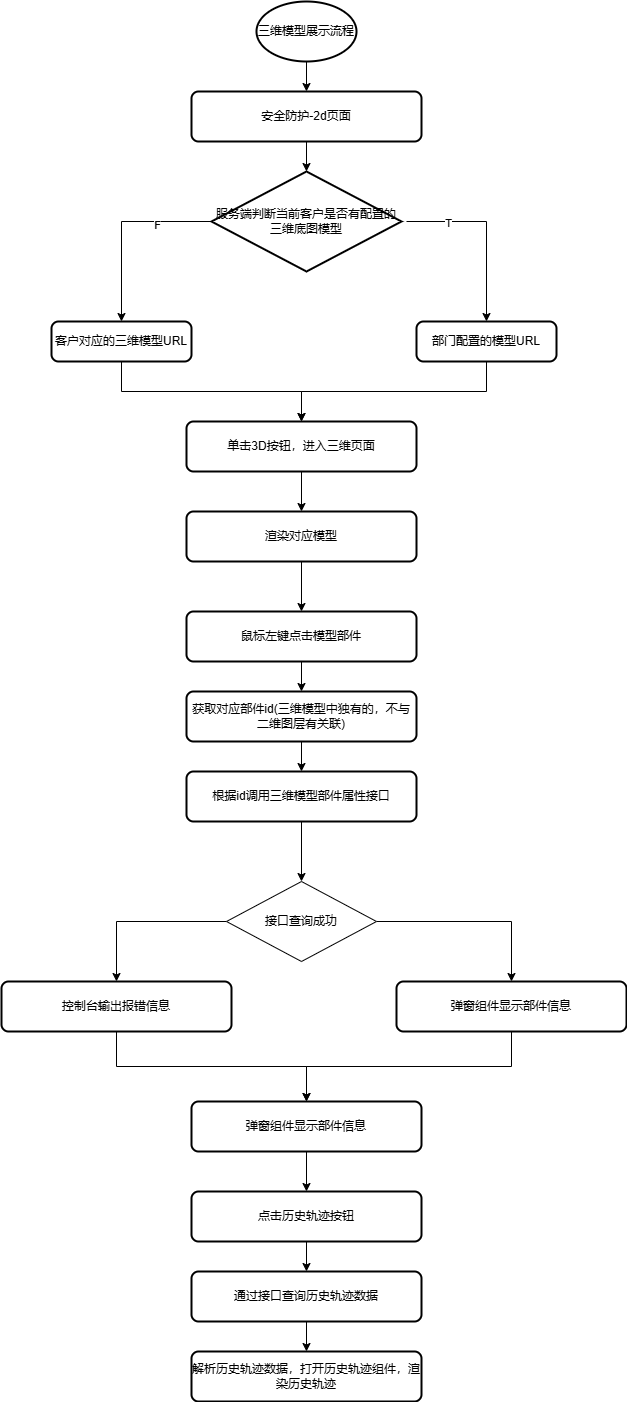 三维模型展示流程
安全防护-2d页面
服务端判断当前客户是否有配置的
三维底图模型
F
T
客户对应的三维模型URL
部门配置的模型URL
单击3D按钮，进入三维页面
渲染对应模型
鼠标左键点击模型部件
获取对应部件id(三维模型中独有的，不与
二维图层有关联)
根据id调用三维模型部件属性接口
接口查询成功
控制台输出报错信息
弹窗组件显示部件信息
弹窗组件显示部件信息
点击历史轨迹按钮
通过接口查询历史轨迹数据
解析历史轨迹数据，打开历史轨迹组件，渲
染历史轨迹